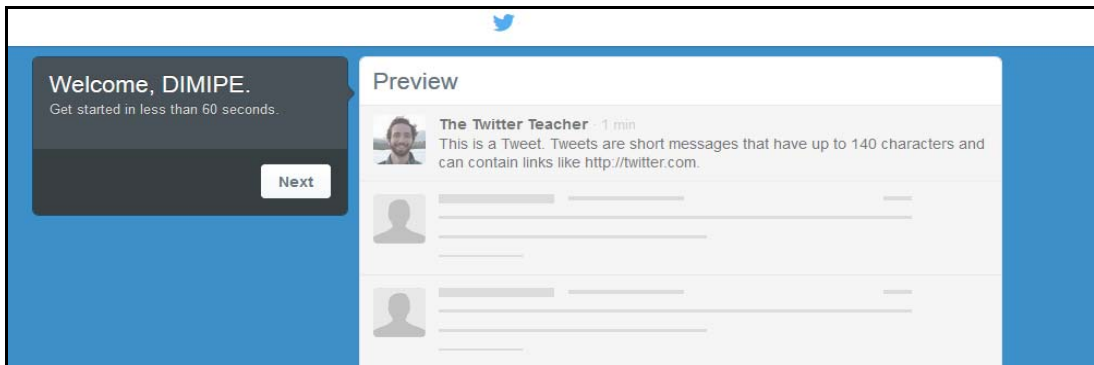 Welcome, DIMIPE.
Get started in less than 60 seconds.
Next
Preview
The Twitter Teacher · 1 min
This is a Tweet. Tweets are short messages that have up to 140 characters and
can contain links like http://twitter.com.